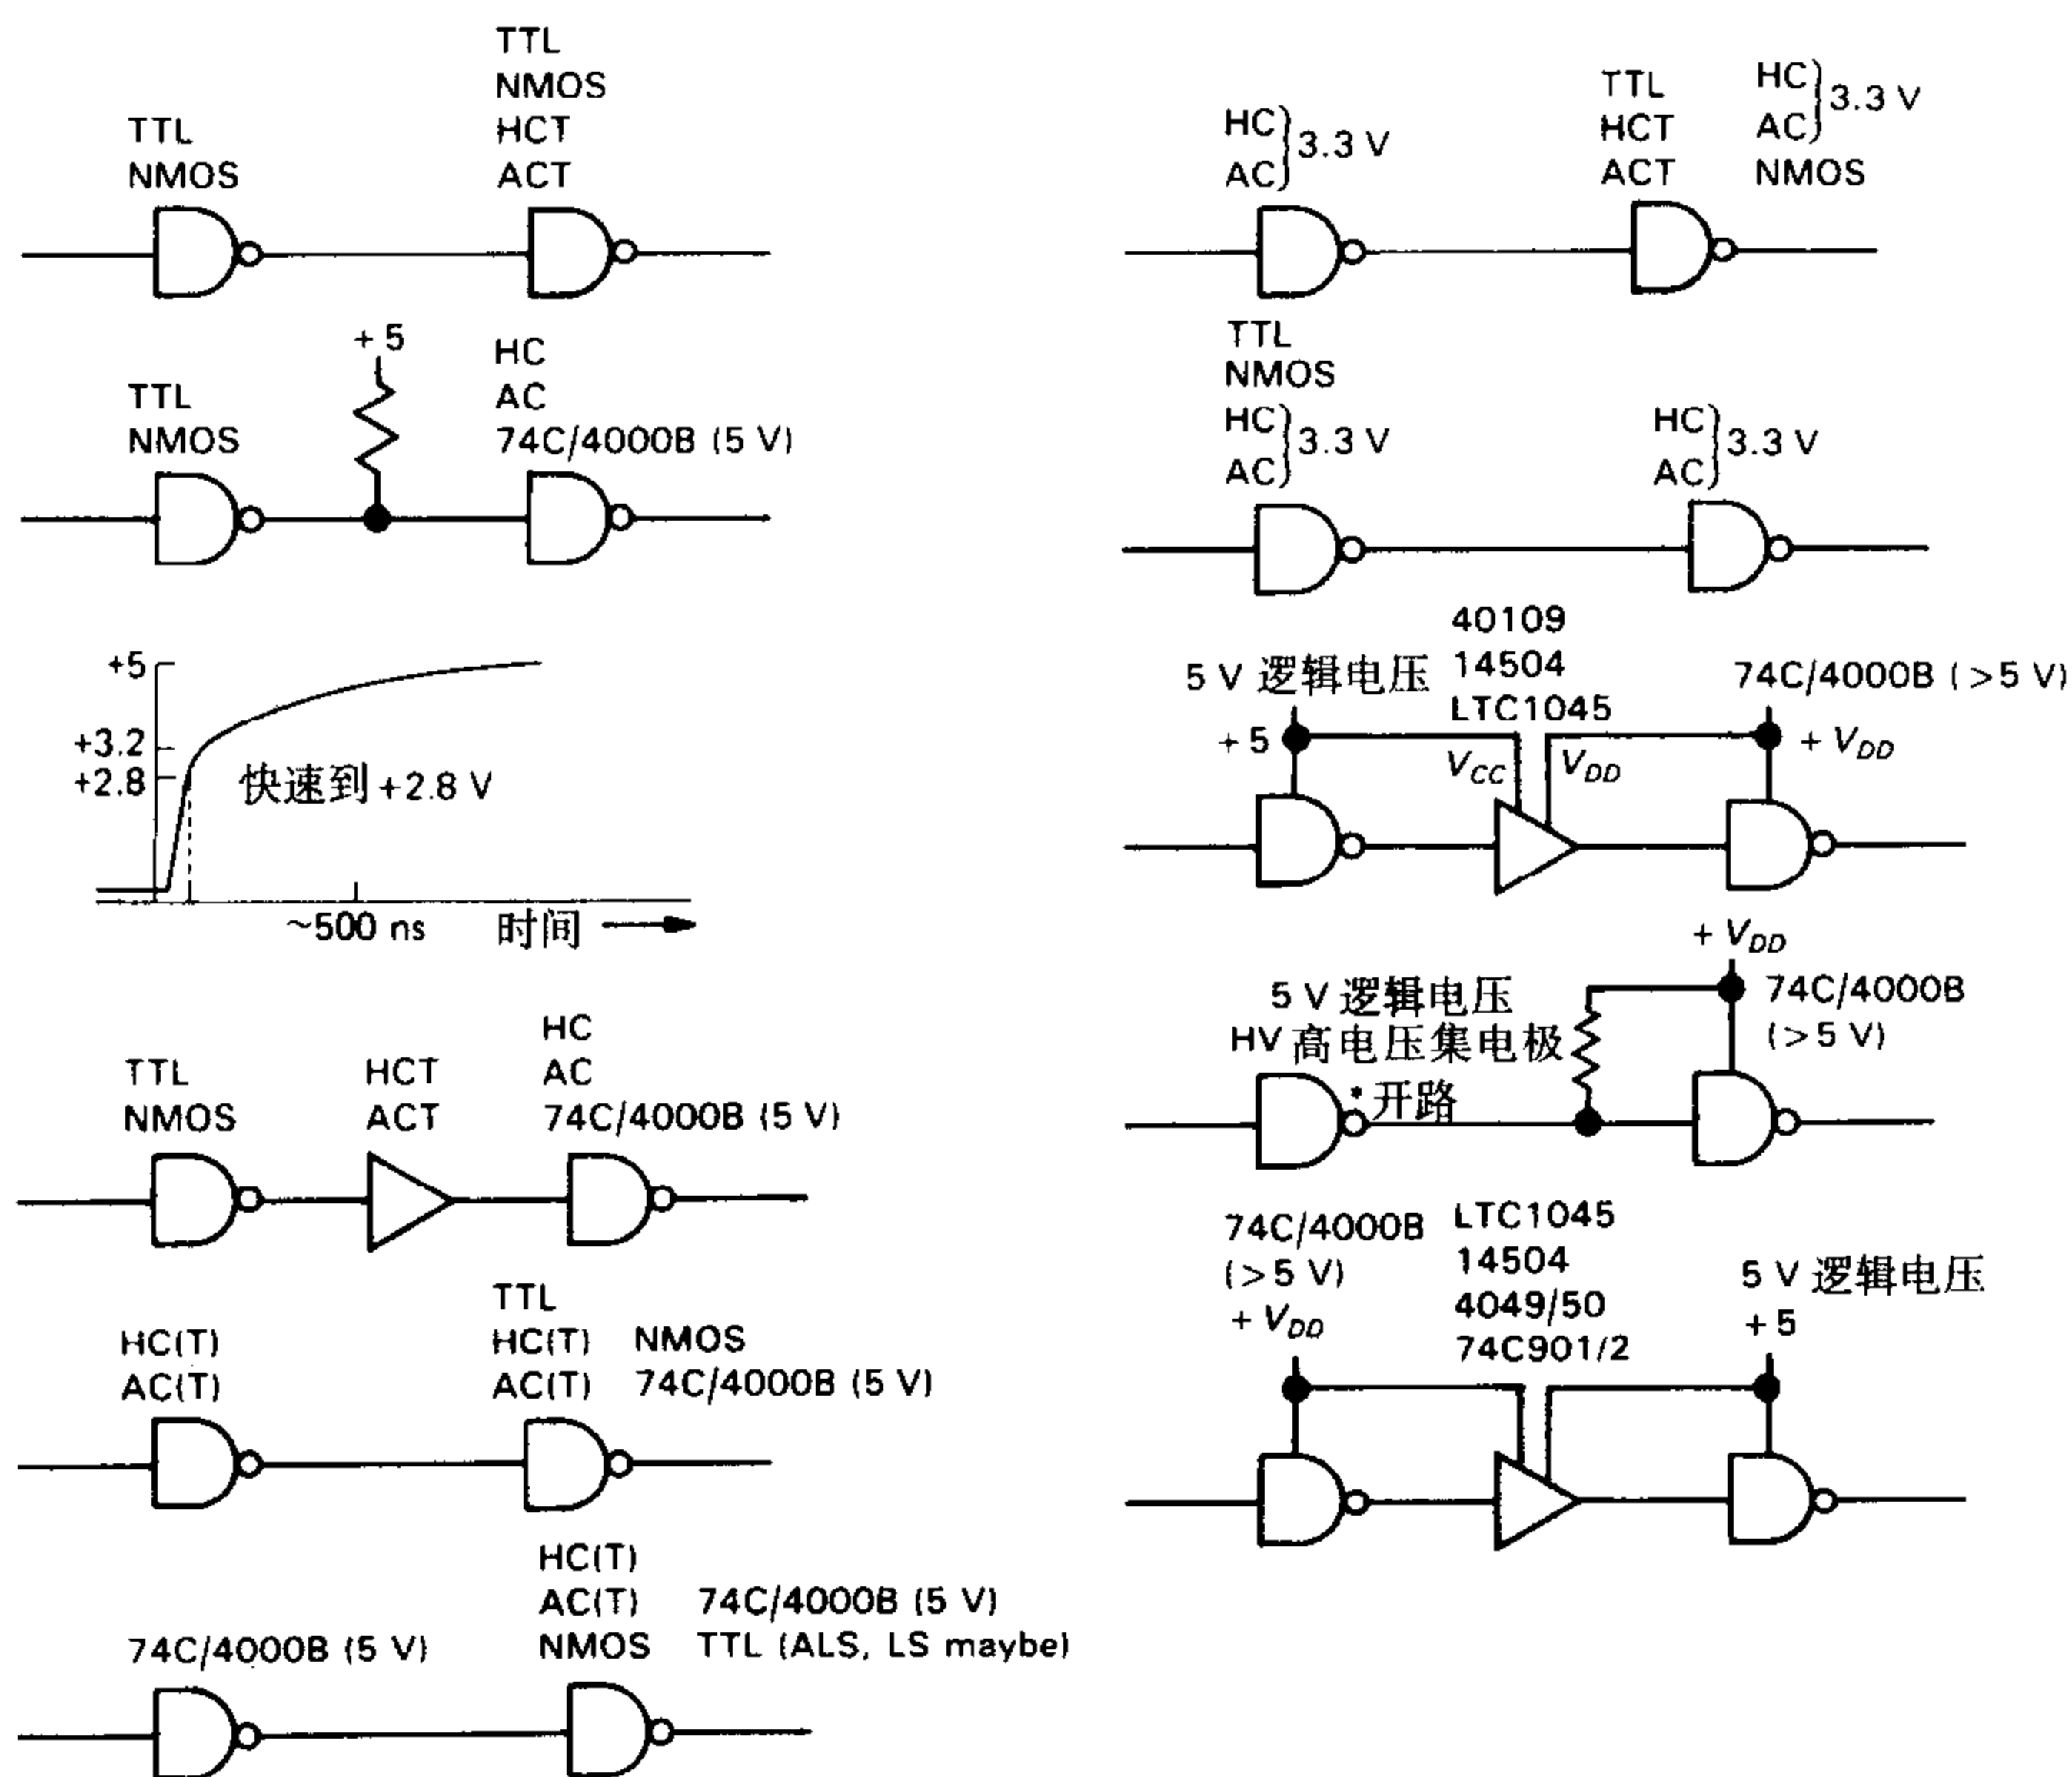 TTL
NMOS
TTL
NMOS
HCT
ACT
+ 5
TTL
NMOS
HC
AC
74C/4000B (5 V)
+5
+3.2
+2.8
快速到 +2.8 V
~500 ns
时间
TTL
NMOS
HCT
ACT
HC
AC
74C/4000B (5 V)
HC(T)
AC(T)
TTL
HC(T) NMOS
AC(T) 74C/4000B (5 V)
74C/4000B (5 V)
HC(T)
AC(T) 74C/4000B (5 V)
NMOS TTL (ALS, LS maybe)
HC
AC
3.3 V
TTL
HCT
ACT
HC
AC
3.3 V
NMOS
TTL
NMOS
HC
AC
3.3 V
HC
AC
3.3 V
5 V 逻辑电压
+ 5
40109
14504
LTC1045
VCC
VDD
74C/4000B (>5 V)
+ VDD
5 V 逻辑电压
HV 高电压集电极
*开路
+ VDD
74C/4000B
(>5 V)
74C/4000B
(>5 V)
+ VDD
LTC1045
14504
4049/50
74C901/2
5 V 逻辑电压
+ 5